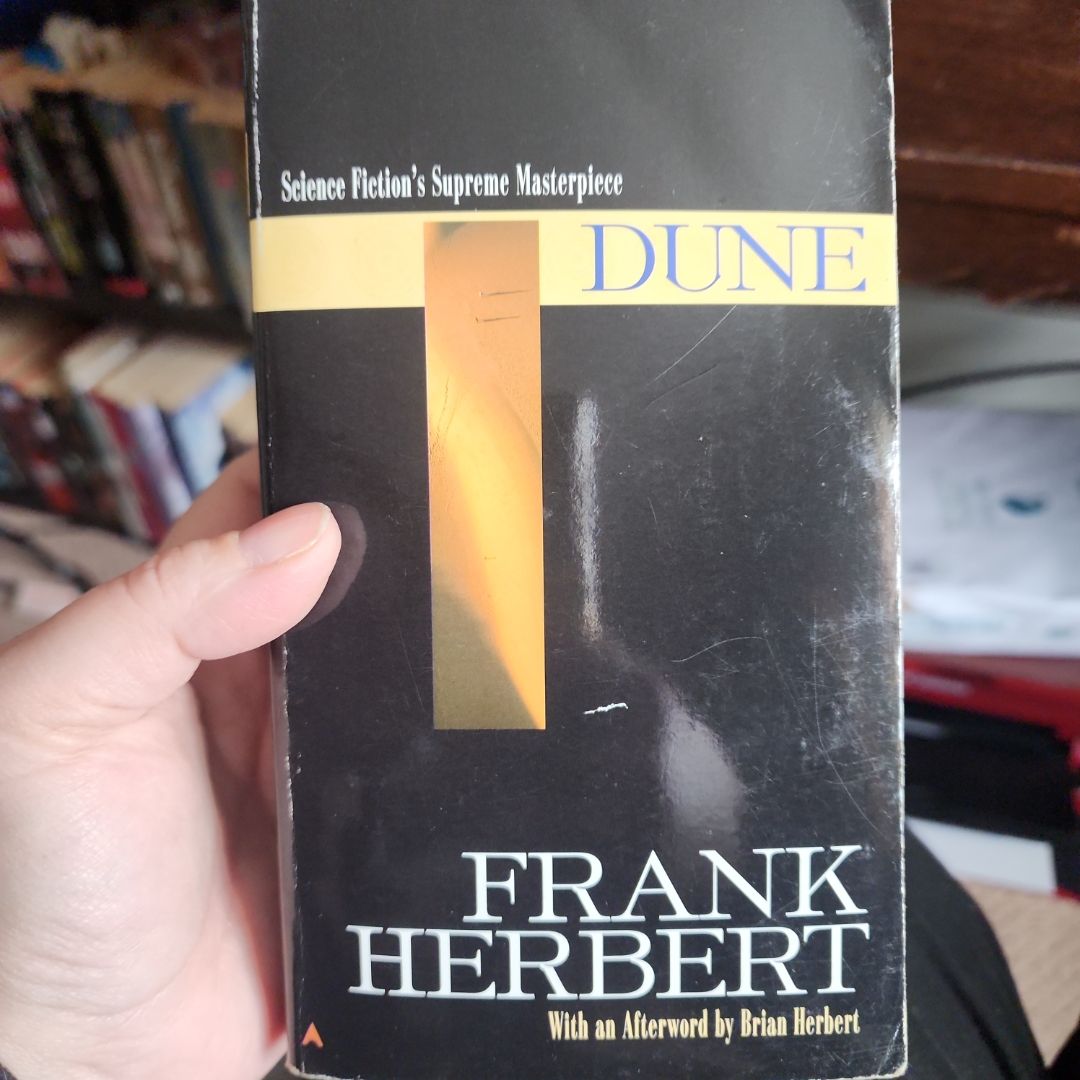 Science Fiction's Supreme Masterpiece
DUNE
FRANK
HERBERT
With an Afterword by Brian Herbert